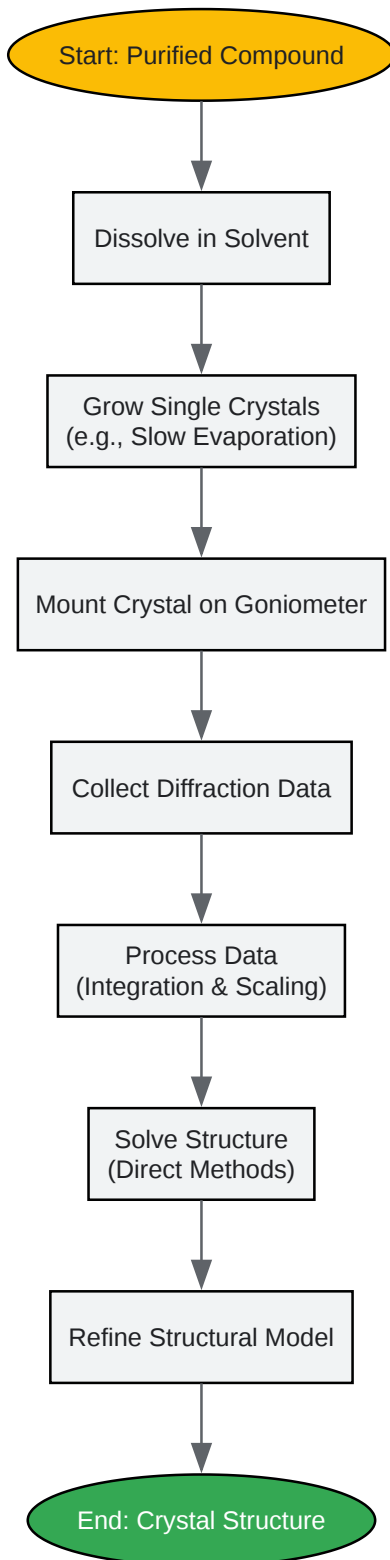 Start: Purified Compound
Dissolve in Solvent
Grow Single Crystals
(e.g., Slow Evaporation)
Mount Crystal on Goniometer
Collect Diffraction Data
Process Data
(Integration & Scaling)
Solve Structure
(Direct Methods)
Refine Structural Model
End: Crystal Structure